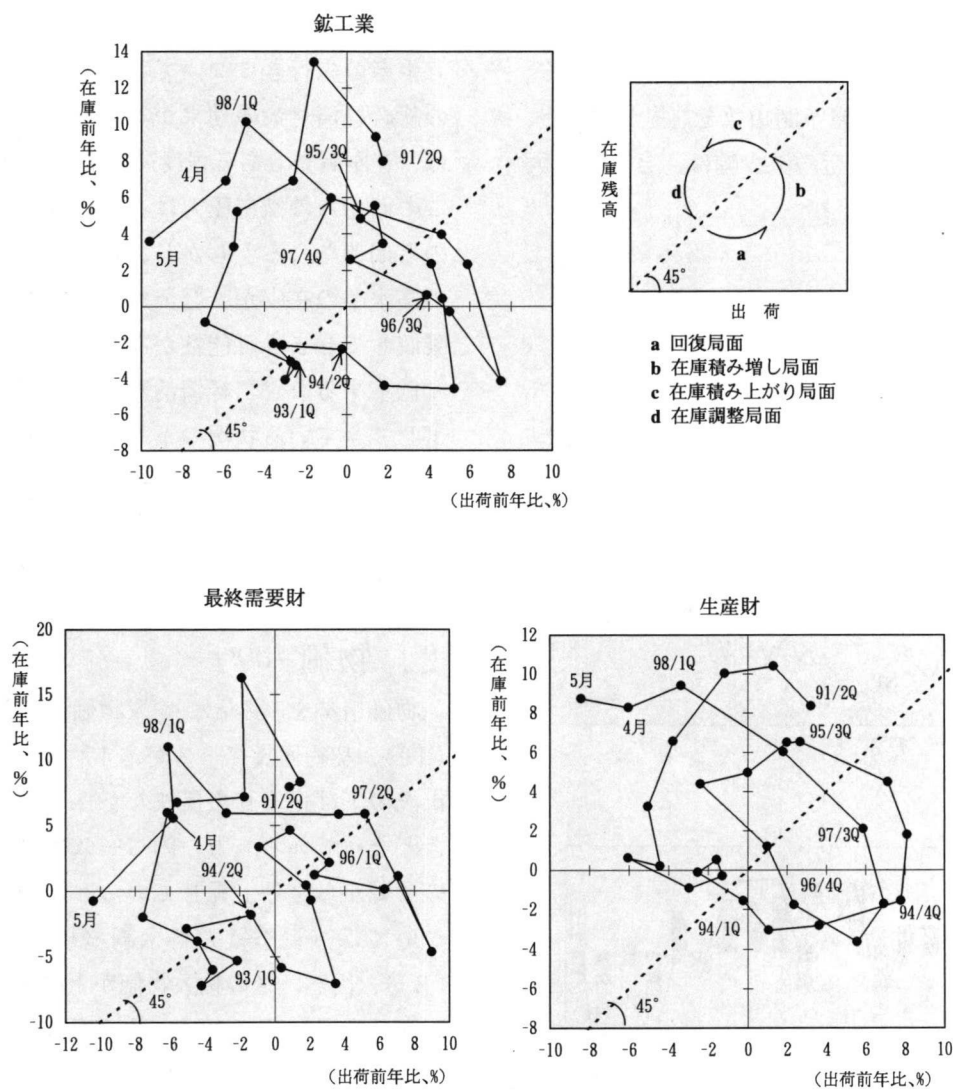 鉱工業
（在庫前年比、%）
14
12
10
8
6
4
2
0
-2
-4
-6
-8
-10 -8 -6 -4 -2 0 2 4 6 8 10
（出荷前年比、%）
98/1Q
95/3Q
91/2Q
4月
5月
97/4Q
96/3Q
94/2Q
93/1Q
45°
在庫残高
c
d
b
a
45°
出 荷
a 回復局面
b 在庫積み増し局面
c 在庫積み上がり局面
d 在庫調整局面
最終需要財
（在庫前年比、%）
20
15
10
5
0
-5
-10
-12 -10 -8 -6 -4 -2 0 2 4 6 8 10
（出荷前年比、%）
98/1Q
91/2Q
97/2Q
4月
94/2Q
96/1Q
5月
93/1Q
45°
生産財
（在庫前年比、%）
12
10
8
6
4
2
0
-2
-4
-6
-8
-10 -8 -6 -4 -2 0 2 4 6 8 10
（出荷前年比、%）
98/1Q
5月
91/2Q
4月
95/3Q
97/3Q
96/4Q
94/4Q
94/1Q
45°